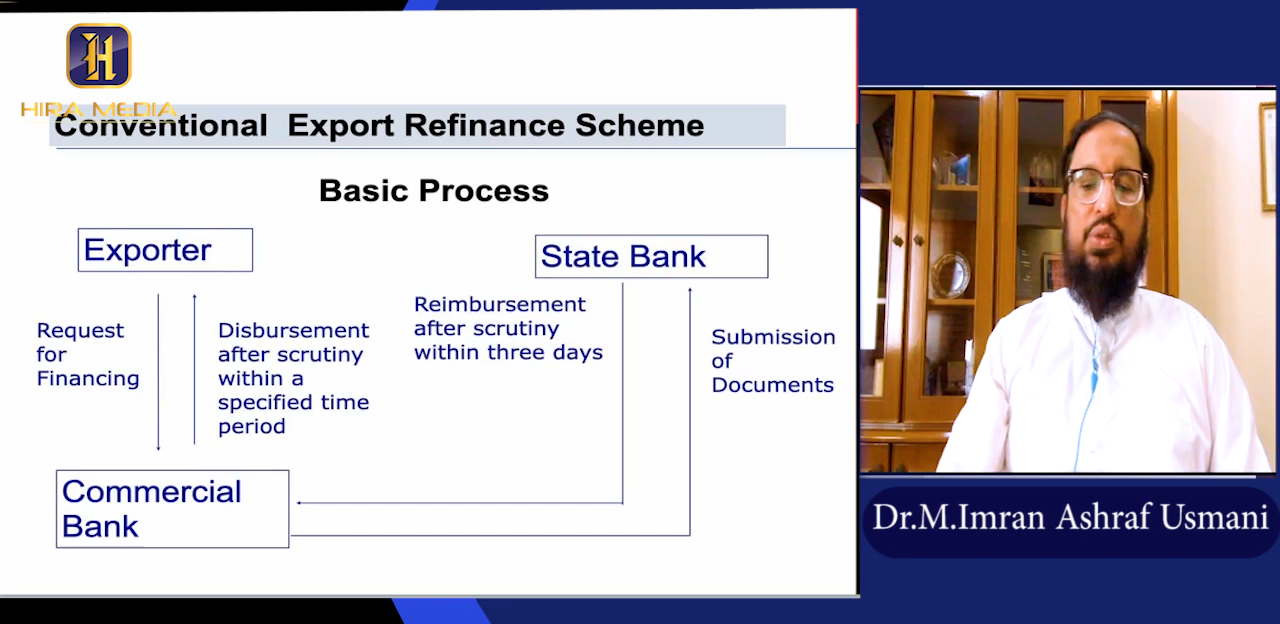 HIRA MEDIA
Conventional Export Refinance Scheme
Basic Process
Exporter
State Bank
Request
for
Financing
Disbursement
after scrutiny
within a
specified time
period
Reimbursement
after scrutiny
within three days
Submission
of
Documents
Commercial
Bank
Dr.M.Imran Ashraf Usmani